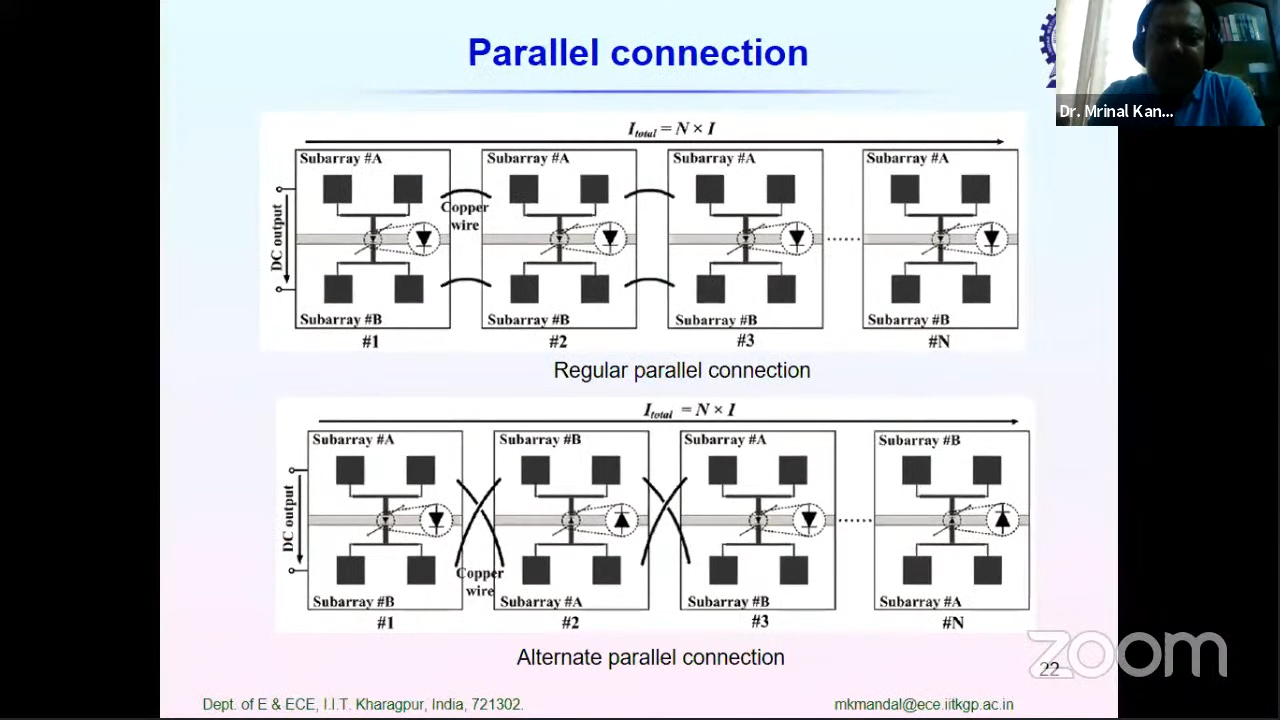 Parallel connection
Dr. Mrinal Kan...
I total = N × I
Subarray #A
Subarray #A
Subarray #A
Subarray #A
Copper
wire
DC output
Subarray #B
Subarray #B
Subarray #B
Subarray #B
#1
#2
#3
#N
Regular parallel connection
I total = N × I
Subarray #A
Subarray #B
Subarray #A
Subarray #B
DC output
Copper
wire
Subarray #B
Subarray #A
Subarray #B
Subarray #A
#1
#2
#3
#N
Alternate parallel connection
zoom
22
Dept. of E & ECE, I.I.T. Kharagpur, India, 721302.
mkmandal@ece.iitkgp.ac.in